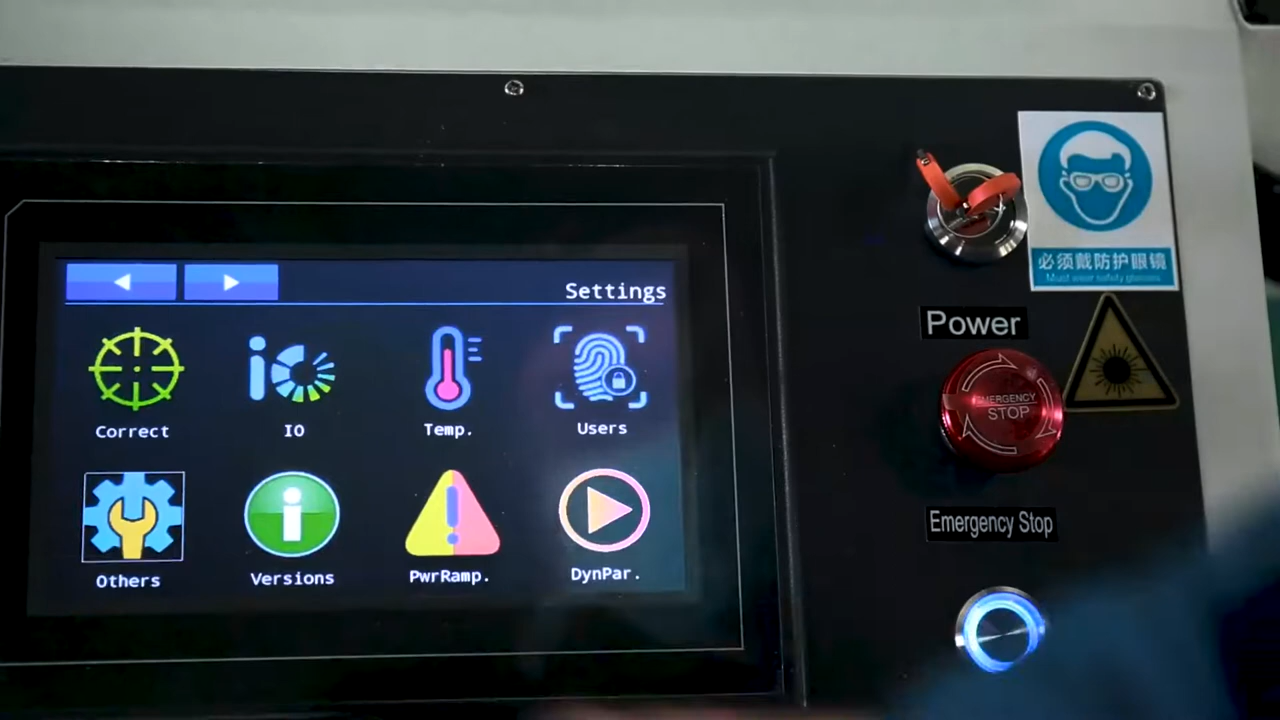 Settings
Correct
IO
Temp.
Users
Others
Versions
PwrRamp.
DynPar.
必须戴防护眼镜
Must wear safety glasses
Power
EMERGENCY
STOP
Emergency Stop